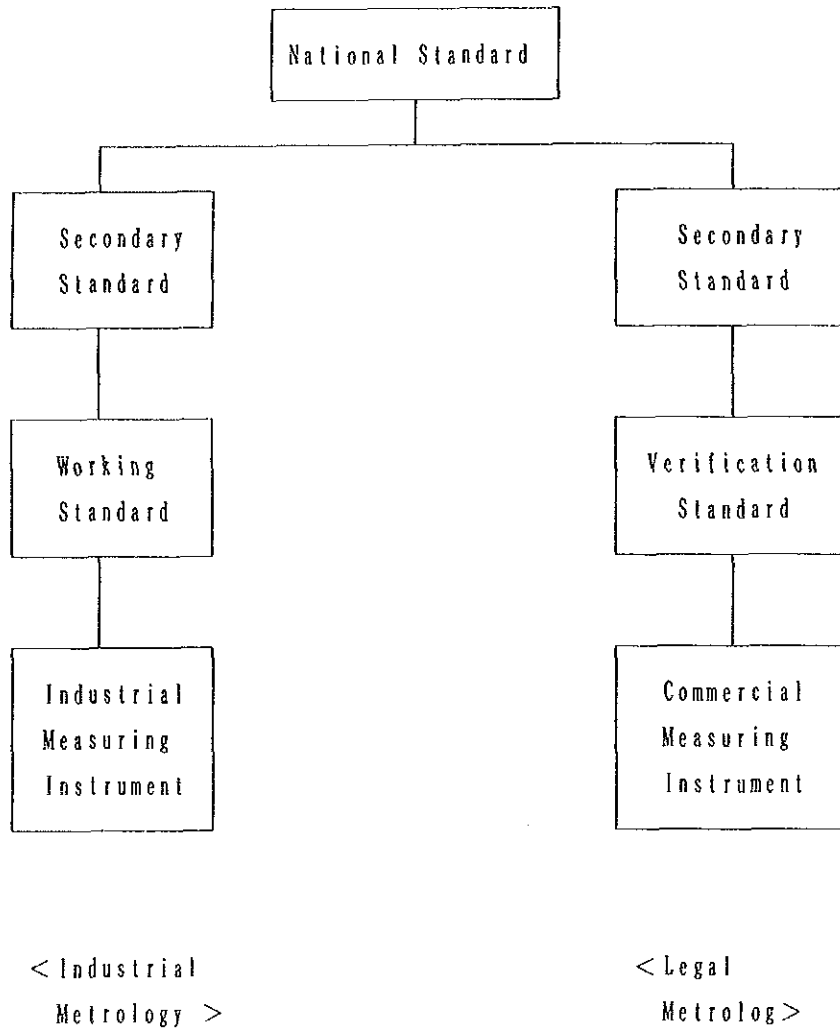 National Standard
Secondary
Standard
Secondary
Standard
Working
Standard
Verification
Standard
Industrial
Measuring
Instrument
Commercial
Measuring
Instrument
< Industrial
Metrology >
< Legal
Metrolog >